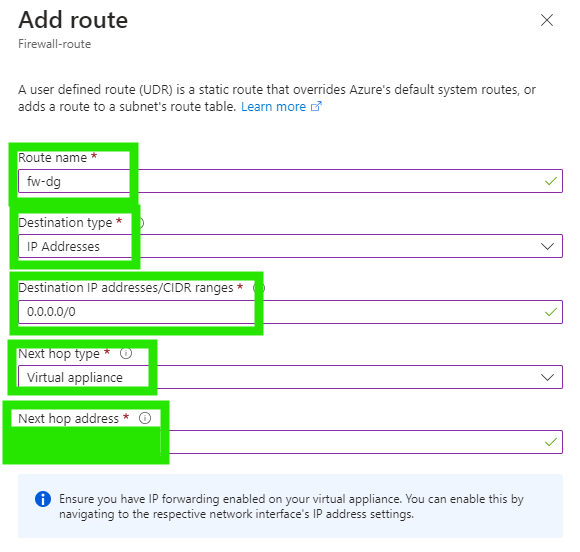 Add route
Firewall-route
A user defined route (UDR) is a static route that overrides Azure's default system routes, or
adds a route to a subnet's route table. Learn more
Route name *
fw-dg
Destination type *
IP Addresses
Destination IP addresses/CIDR ranges *
0.0.0.0/0
Next hop type *
Virtual appliance
Next hop address *
Ensure you have IP forwarding enabled on your virtual appliance. You can enable this by
navigating to the respective network interface's IP address settings.